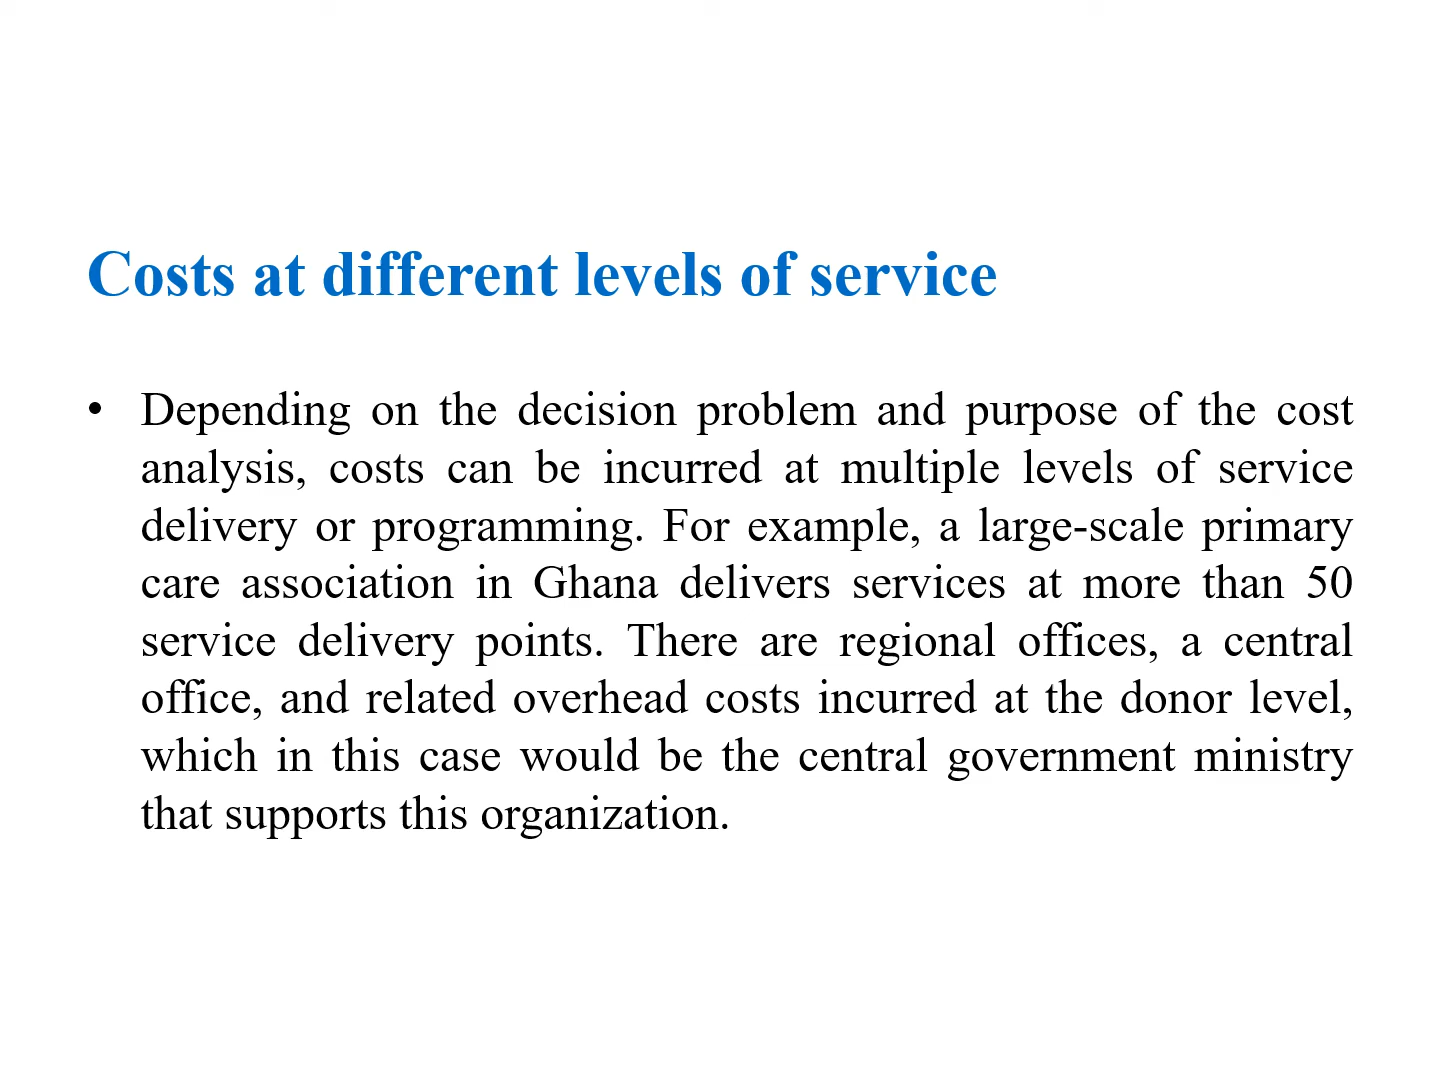 Costs at different levels of service
• Depending on the decision problem and purpose of the cost
analysis, costs can be incurred at multiple levels of service
delivery or programming. For example, a large-scale primary
care association in Ghana delivers services at more than 50
service delivery points. There are regional offices, a central
office, and related overhead costs incurred at the donor level,
which in this case would be the central government ministry
that supports this organization.